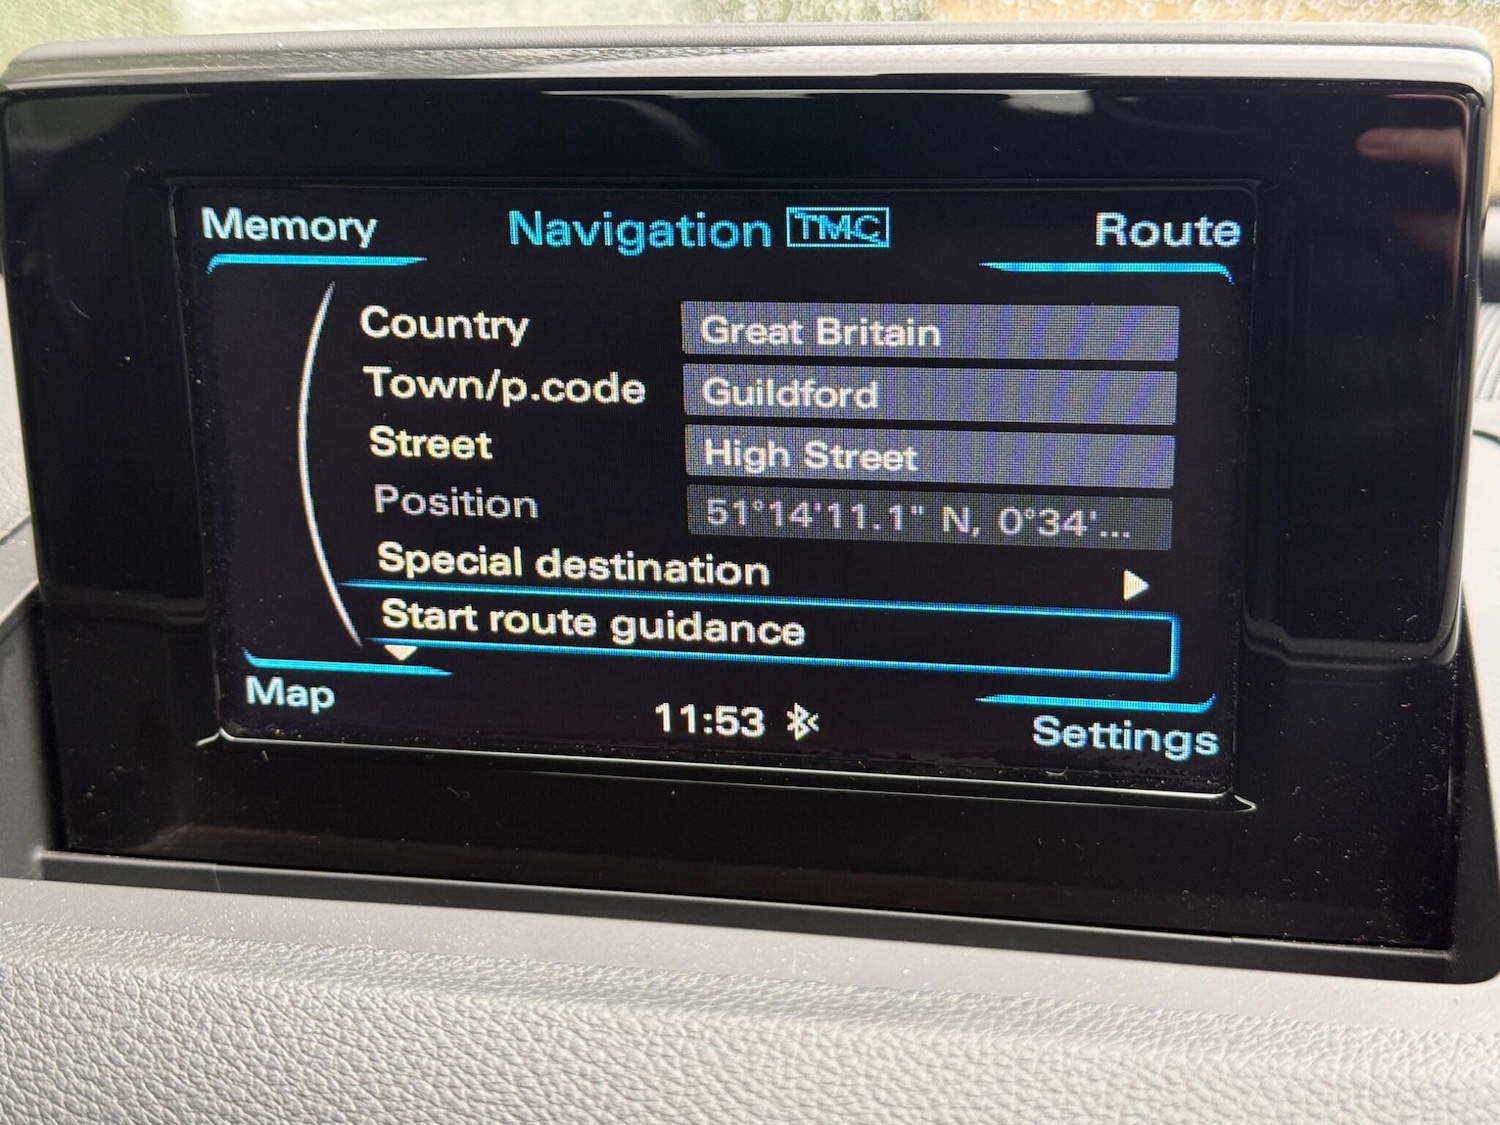 Memory Navigation TMC Route
Country Great Britain
Town/p.code Guildford
Street High Street
Position 51°14'11.1" N, 0°34'...
Special destination
Start route guidance
Map 11:53 Settings